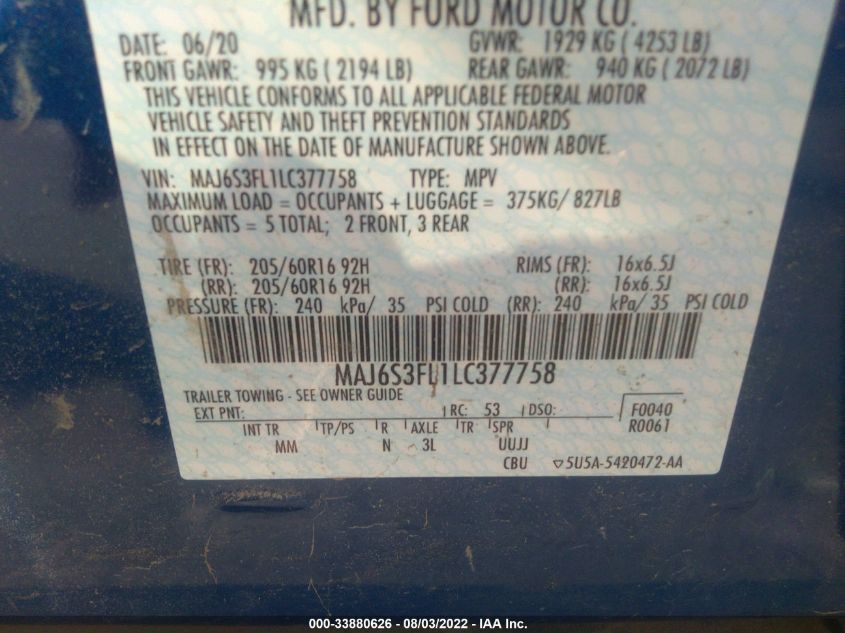 MFD. BY FORD MOTOR CO.
DATE: 06/20 GVWR: 1929 KG ( 4253 LB)
FRONT GAWR: 995 KG ( 2194 LB) REAR GAWR: 940 KG ( 2072 LB)
THIS VEHICLE CONFORMS TO ALL APPLICABLE FEDERAL MOTOR
VEHICLE SAFETY AND THEFT PREVENTION STANDARDS
IN EFFECT ON THE DATE OF MANUFACTURE SHOWN ABOVE.
VIN: MAJ6S3FL1LC377758 TYPE: MPV
MAXIMUM LOAD = OCCUPANTS + LUGGAGE = 375KG/ 827LB
OCCUPANTS = 5 TOTAL; 2 FRONT, 3 REAR
TIRE (FR): 205/60R16 92H RIMS (FR): 16x6.5J
(RR): 205/60R16 92H (RR): 16x6.5J
PRESSURE (FR): 240 kPa/ 35 PSI COLD (RR): 240 kPa/ 35 PSI COLD
MAJ6S3FL1LC377758
TRAILER TOWING - SEE OWNER GUIDE
EXT PNT: RC: 53 DSO: F0040
R0061
INT TR TP/PS R AXLE TR SPR
MM N 3L UUJJ
CBU ▽5U5A-5420472-AA
000-33880626 - 08/03/2022 - IAA Inc.